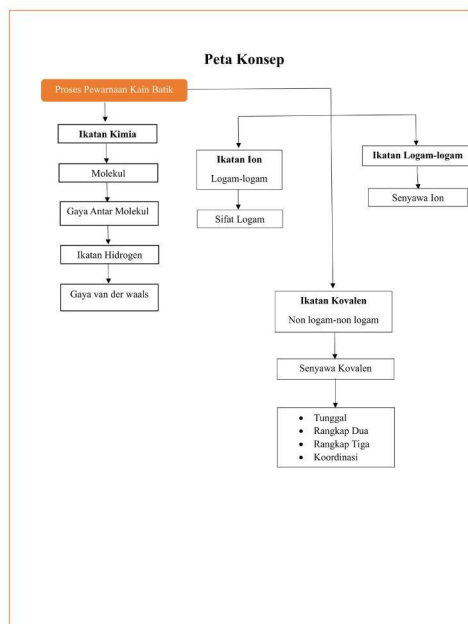 Peta Konsep
Proses Pewarnaan Kain Batik
Ikatan Kimia
Molekul
Gaya Antar Molekul
Ikatan Hidrogen
Gaya van der waals
Ikatan Ion
Logam-logam
Sifat Logam
Ikatan Logam-logam
Senyawa Ion
Ikatan Kovalen
Non logam-non logam
Senyawa Kovalen
• Tunggal
• Rangkap Dua
• Rangkap Tiga
• Koordinasi